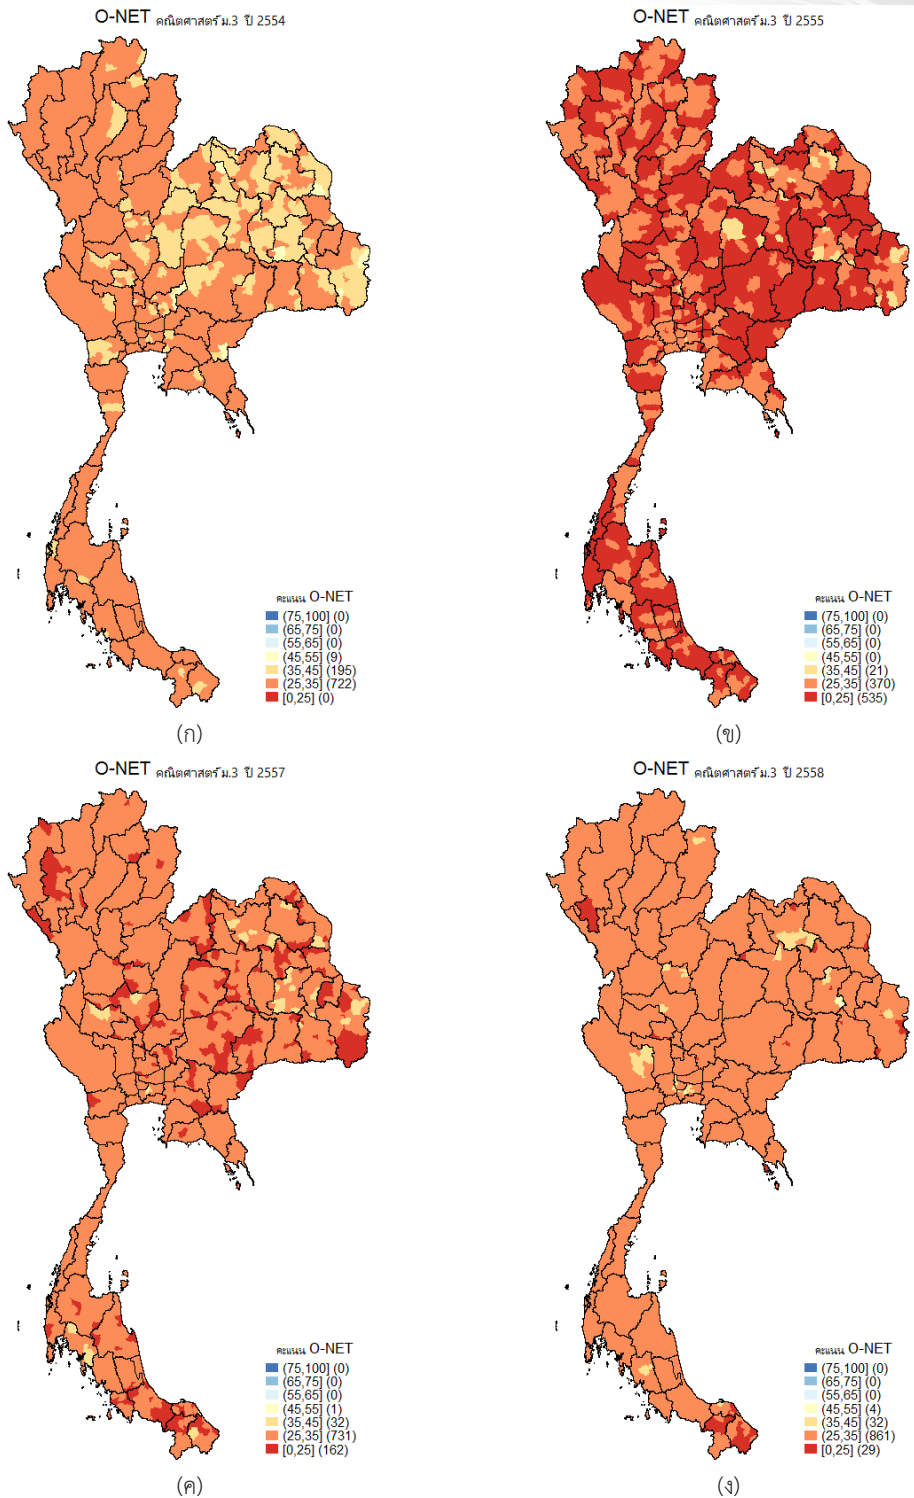 O-NET คณิตศาสตร์ ม.3 ปี 2554
คะแนน O-NET
(75,100] (0)
(65,75] (0)
(55,65] (0)
(45,55] (9)
(35,45] (195)
(25,35] (722)
[0,25] (0)
(ก)
O-NET คณิตศาสตร์ ม.3 ปี 2555
คะแนน O-NET
(75,100] (0)
(65,75] (0)
(55,65] (0)
(45,55] (0)
(35,45] (21)
(25,35] (370)
[0,25] (535)
(ข)
O-NET คณิตศาสตร์ ม.3 ปี 2557
คะแนน O-NET
(75,100] (0)
(65,75] (0)
(55,65] (0)
(45,55] (1)
(35,45] (32)
(25,35] (731)
[0,25] (162)
(ค)
O-NET คณิตศาสตร์ ม.3 ปี 2558
คะแนน O-NET
(75,100] (0)
(65,75] (0)
(55,65] (0)
(45,55] (4)
(35,45] (32)
(25,35] (861)
[0,25] (29)
(ง)